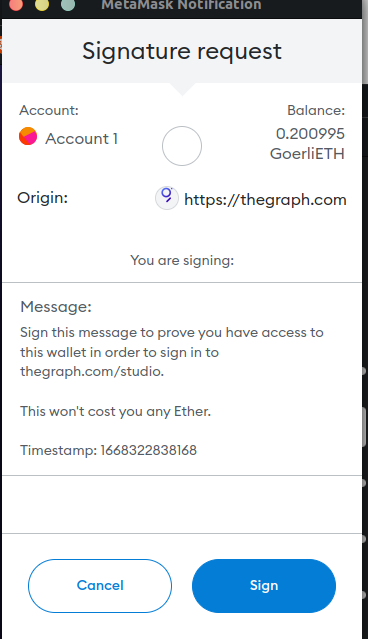 MetaMask Notification
Signature request
Account:
Balance:
Account 1
0.200995
GoerliETH
Origin:
https://thegraph.com
You are signing:
Message:
Sign this message to prove you have access to
this wallet in order to sign in to
thegraph.com/studio.
This won't cost you any Ether.
Timestamp: 1668322838168
Cancel
Sign